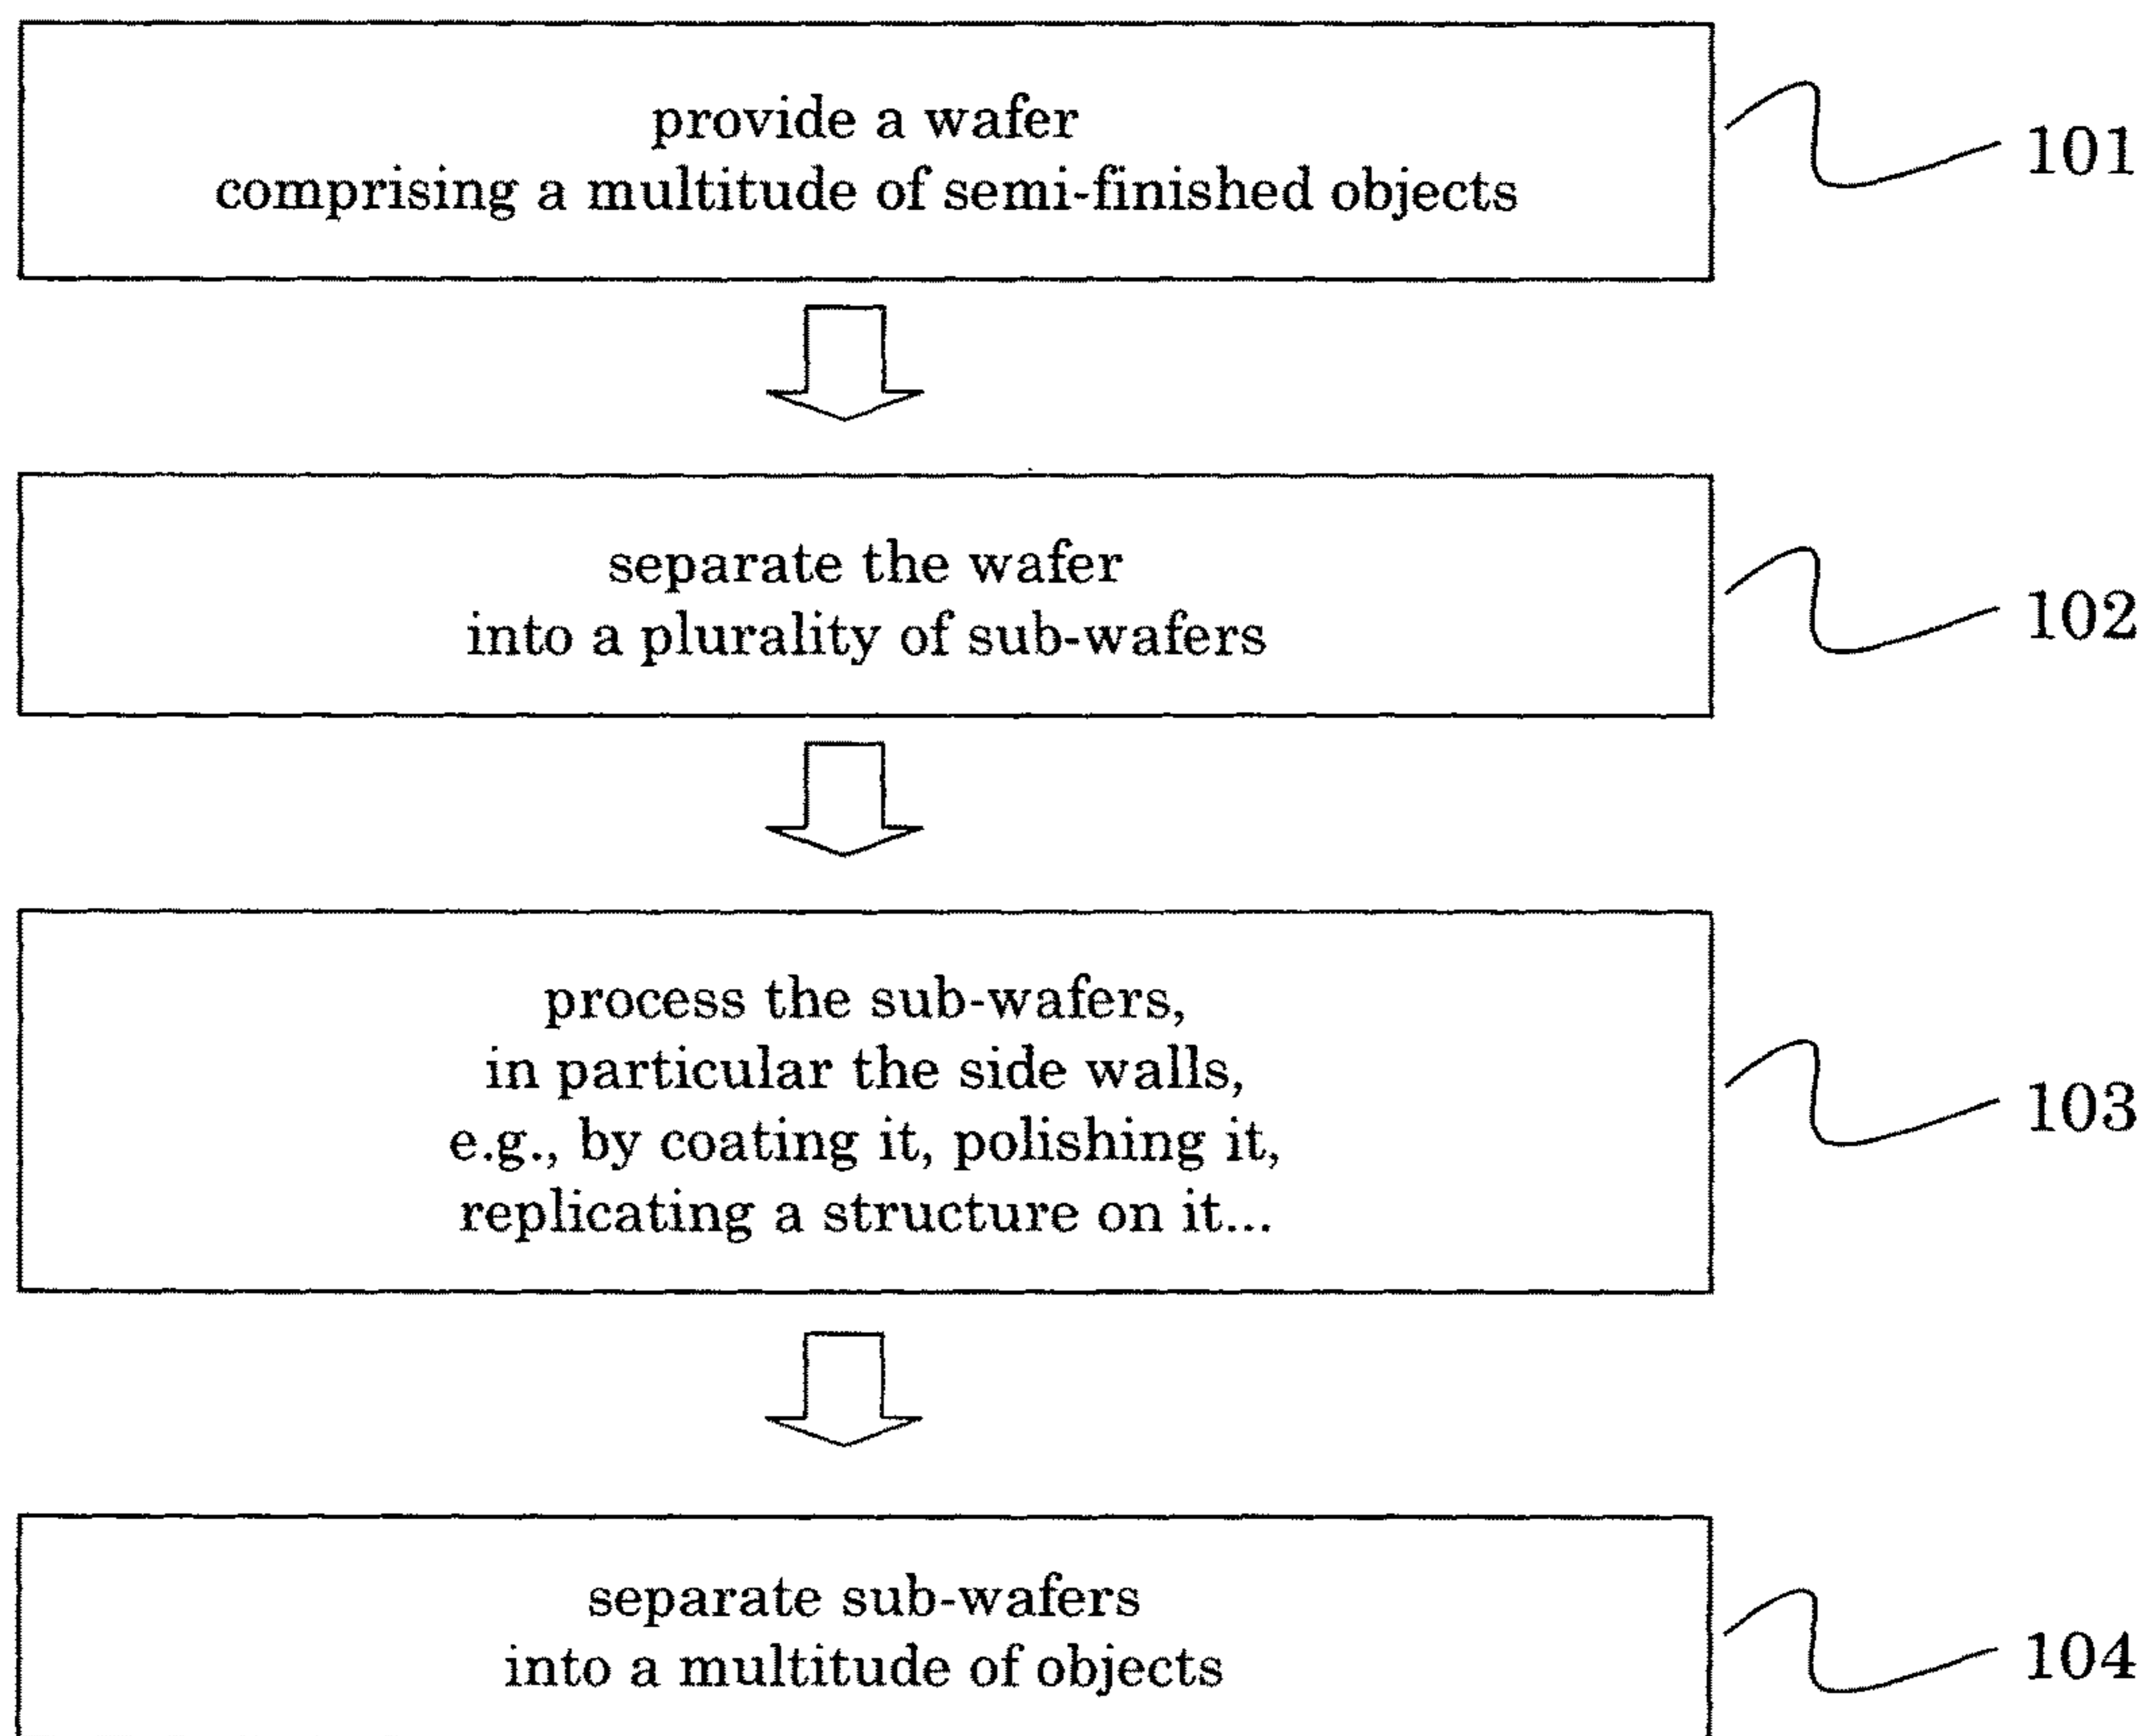 provide a wafer
comprising a multitude of semi-finished objects
101
separate the wafer
into a plurality of sub-wafers
102
process the sub-wafers,
in particular the side walls,
e.g., by coating it, polishing it,
replicating a structure on it...
103
separate sub-wafers
into a multitude of objects
104